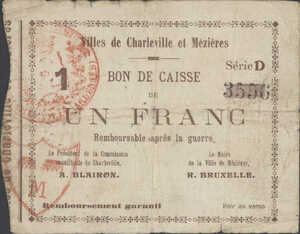 Villes de Charleville et Mézières
Série D
1
BON DE CAISSE
3556
DE
UN FRANC
Remboursable après la guerre.
Le Président de la Commission
municipale de Charleville,
A. BLAIRON.
Le Maire
de la Ville de Mézières,
R. BRUXELLE.
M
Remboursement garanti
Voir au verso